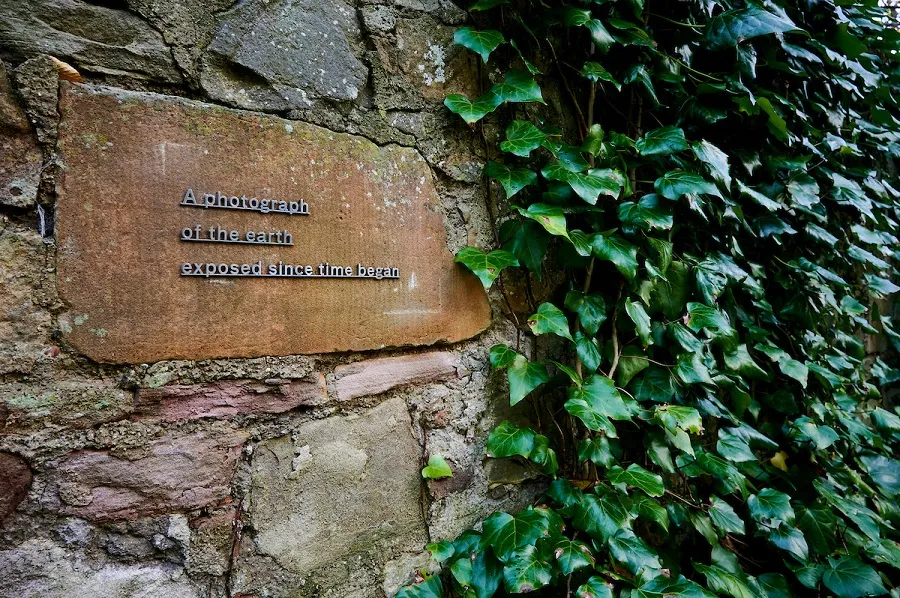 A photograph
of the earth
exposed since time began